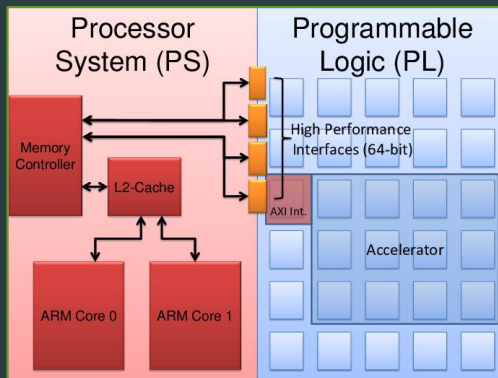 Processor
System (PS)
Programmable
Logic (PL)
High Performance
Interfaces (64-bit)
Memory
Controller
L2-Cache
AXI Int.
Accelerator
ARM Core 0
ARM Core 1